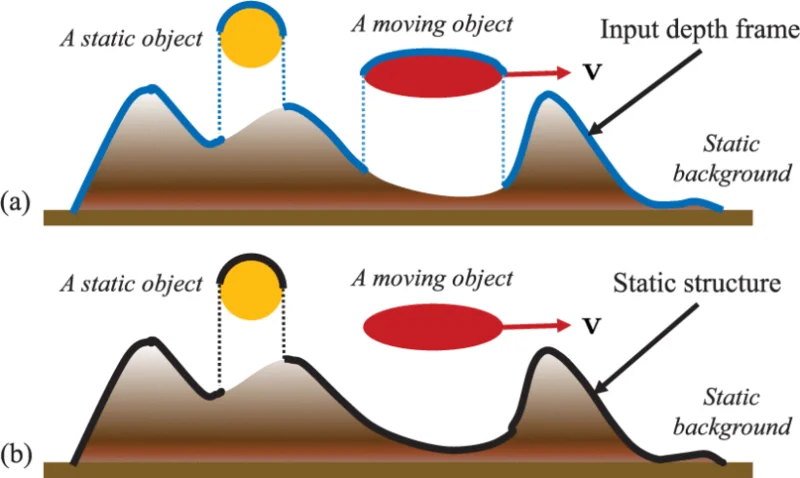 A static object
A moving object
Input depth frame
v
Static
background
(a)
A static object
A moving object
Static structure
v
Static
background
(b)